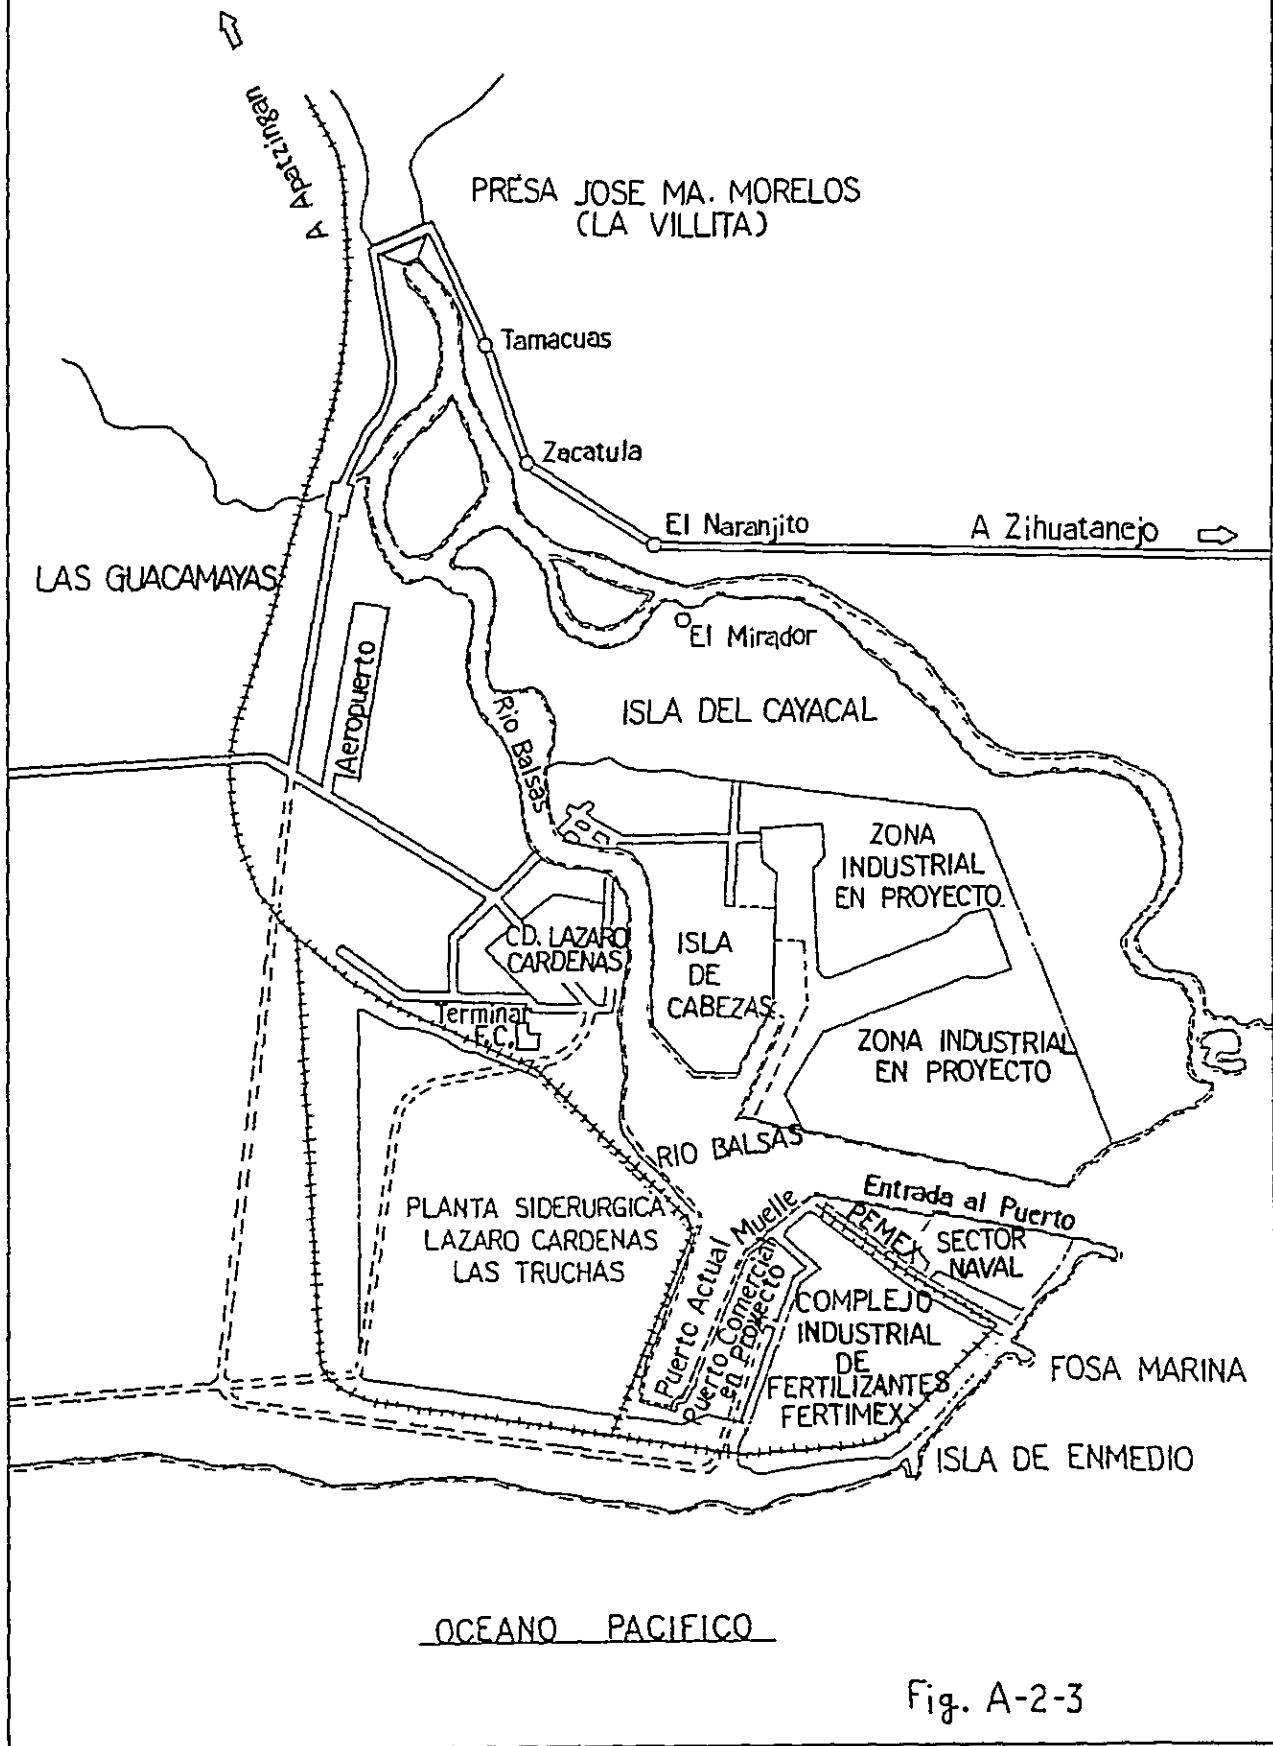 A Apatzingan
PRESA JOSE MA. MORELOS
(LA VILLITA)
Tamacuas
Zacatula
El Naranjito
A Zihuatanejo
LAS GUACAMAYAS
El Mirador
Aeropuerto
Rio Balsas
ISLA DEL CAYACAL
ZONA
INDUSTRIAL
EN PROYECTO
CD. LAZARO
CARDENAS
ISLA
DE
CABEZAS
Terminal
F.C.
ZONA INDUSTRIAL
EN PROYECTO
RIO BALSAS
Entrada al Puerto
PLANTA SIDERURGICA
LAZARO CARDENAS
LAS TRUCHAS
Muelle
PEMEX
SECTOR
NAVAL
Puerto Actual
Puerto Comercial
en Proyecto
COMPLEJO
INDUSTRIAL
DE
FERTILIZANTES
FERTIMEX
FOSA MARINA
ISLA DE ENMEDIO
OCEANO PACIFICO
Fig. A-2-3